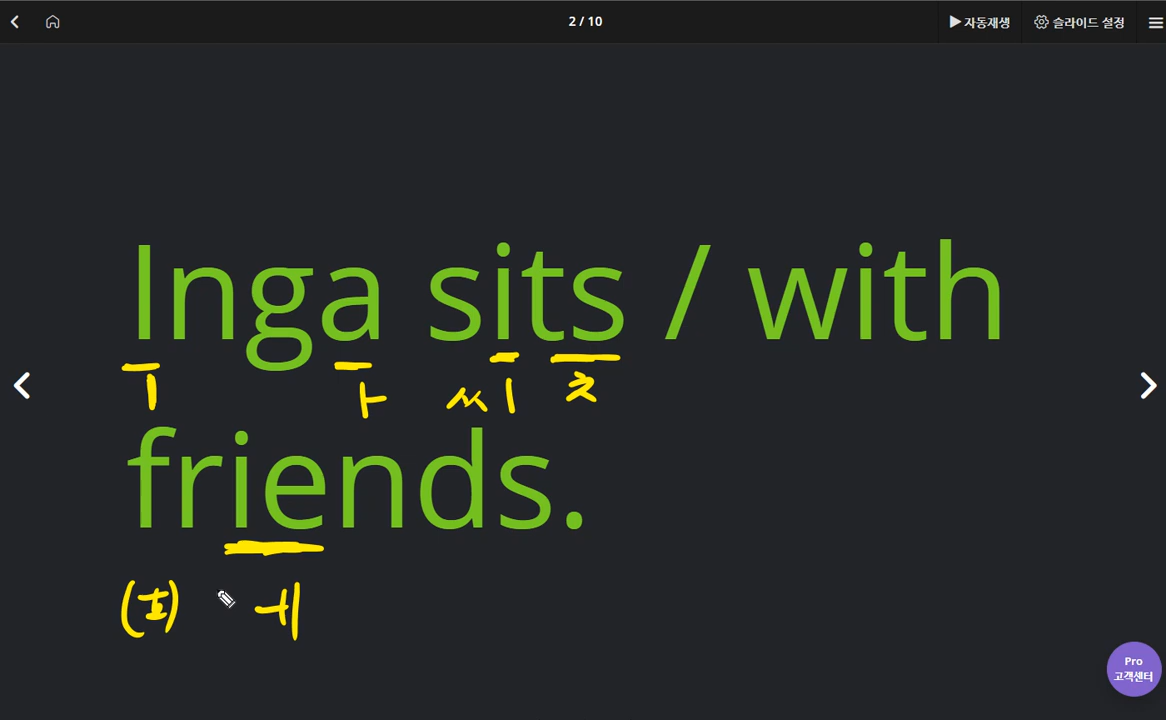 2 / 10
▶ 자동재생
슬라이드 설정
Inga sits / with
ㅣ ㅏ ㅆㅣ ㅊ
friends.
(ㅍ) ㅔ
Pro
고객센터